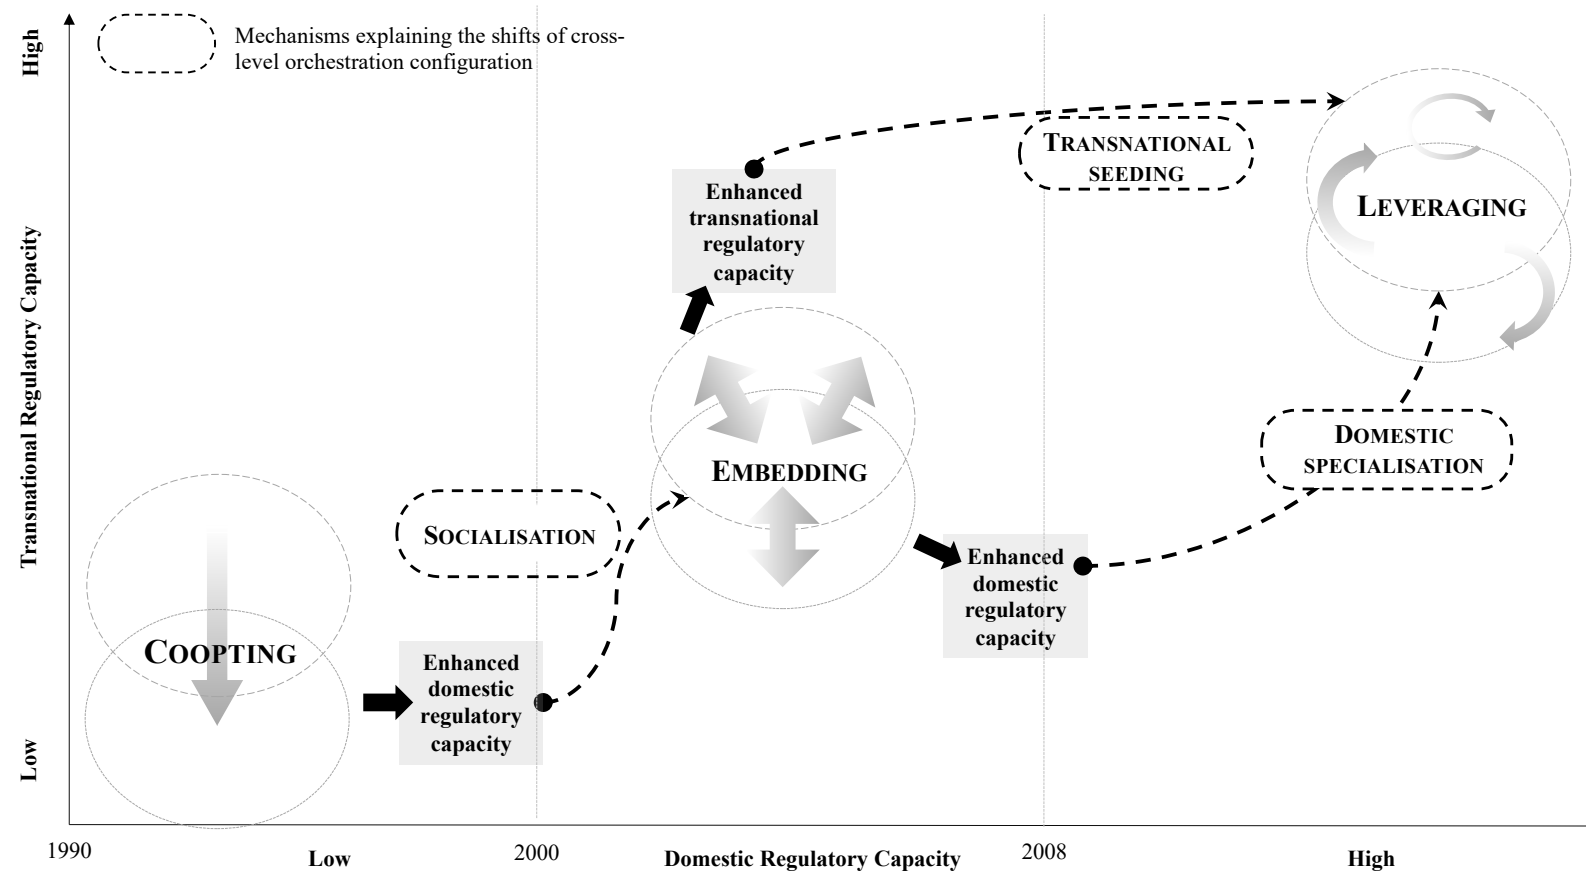 High
Mechanisms explaining the shifts of cross-
level orchestration configuration
TRANSNATIONAL
SEEDING
LEVERAGING
Enhanced
transnational
regulatory
capacity
Transnational Regulatory Capacity
DOMESTIC
SPECIALISATION
EMBEDDING
SOCIALISATION
Enhanced
domestic
regulatory
capacity
COOPTING
Enhanced
domestic
regulatory
capacity
Low
1990
Low
2000
Domestic Regulatory Capacity
2008
High